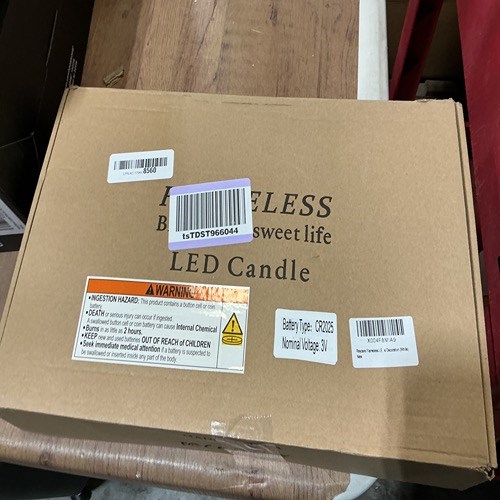 8560
ELESS
tsTDST966044
B sweet life
LED Candle
WARNING
•INGESTION HAZARD: This product contains a button cell or coin
battery.
•DEATH or serious injury can occur if ingested.
•A swallowed button cell or coin battery can cause Internal Chemical
Burns in as little as 2 hours.
•KEEP new and used batteries OUT OF REACH of CHILDREN
•Seek immediate medical attention if a battery is suspected to
be swallowed or inserted inside any part of the body.
Battery Type: CR2025
Nominal Voltage: 3V